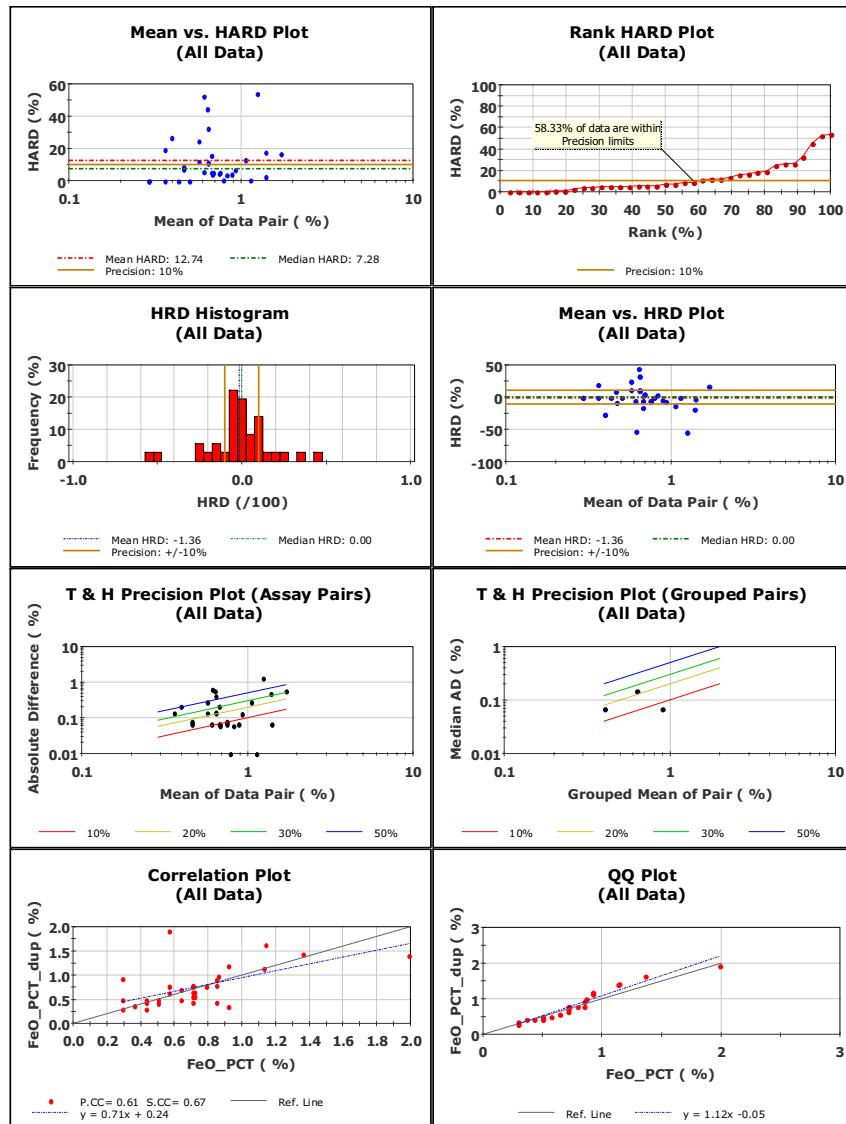 Mean vs. HARD Plot
(All Data)
HARD (%)
60
40
20
0
0.1
1
10
Mean of Data Pair ( %)
Mean HARD: 12.74
Median HARD: 7.28
Precision: 10%
Rank HARD Plot
(All Data)
HARD (%)
100
80
60
40
20
0
58.33% of data are within
Precision limits
0
10
20
30
40
50
60
70
80
90
100
Rank (%)
Precision: 10%
HRD Histogram
(All Data)
Frequency (%)
30
20
10
0
-1.0
0.0
1.0
HRD (/100)
Mean HRD: -1.36
Median HRD: 0.00
Precision: +/-10%
Mean vs. HRD Plot
(All Data)
HRD (%)
50
0
-50
-100
0.1
1
10
Mean of Data Pair ( %)
Mean HRD: -1.36
Median HRD: 0.00
Precision: +/-10%
T & H Precision Plot (Assay Pairs)
(All Data)
Absolute Difference ( %)
10
1
0.1
0.01
0.1
1
10
Mean of Data Pair ( %)
10%
20%
30%
50%
T & H Precision Plot (Grouped Pairs)
(All Data)
Median AD ( %)
1
0.1
0.01
0.1
1
10
Grouped Mean of Pair ( %)
10%
20%
30%
50%
Correlation Plot
(All Data)
FeO_PCT_dup ( %)
2.0
1.5
1.0
0.5
0.0
0.0
0.2
0.4
0.6
0.8
1.0
1.2
1.4
1.6
1.8
2.0
FeO_PCT ( %)
P.CC= 0.61 S.CC= 0.67
Ref. Line
y = 0.71x + 0.24
QQ Plot
(All Data)
FeO_PCT_dup ( %)
3
2
1
0
0
1
2
3
FeO_PCT ( %)
Ref. Line
y = 1.12x -0.05